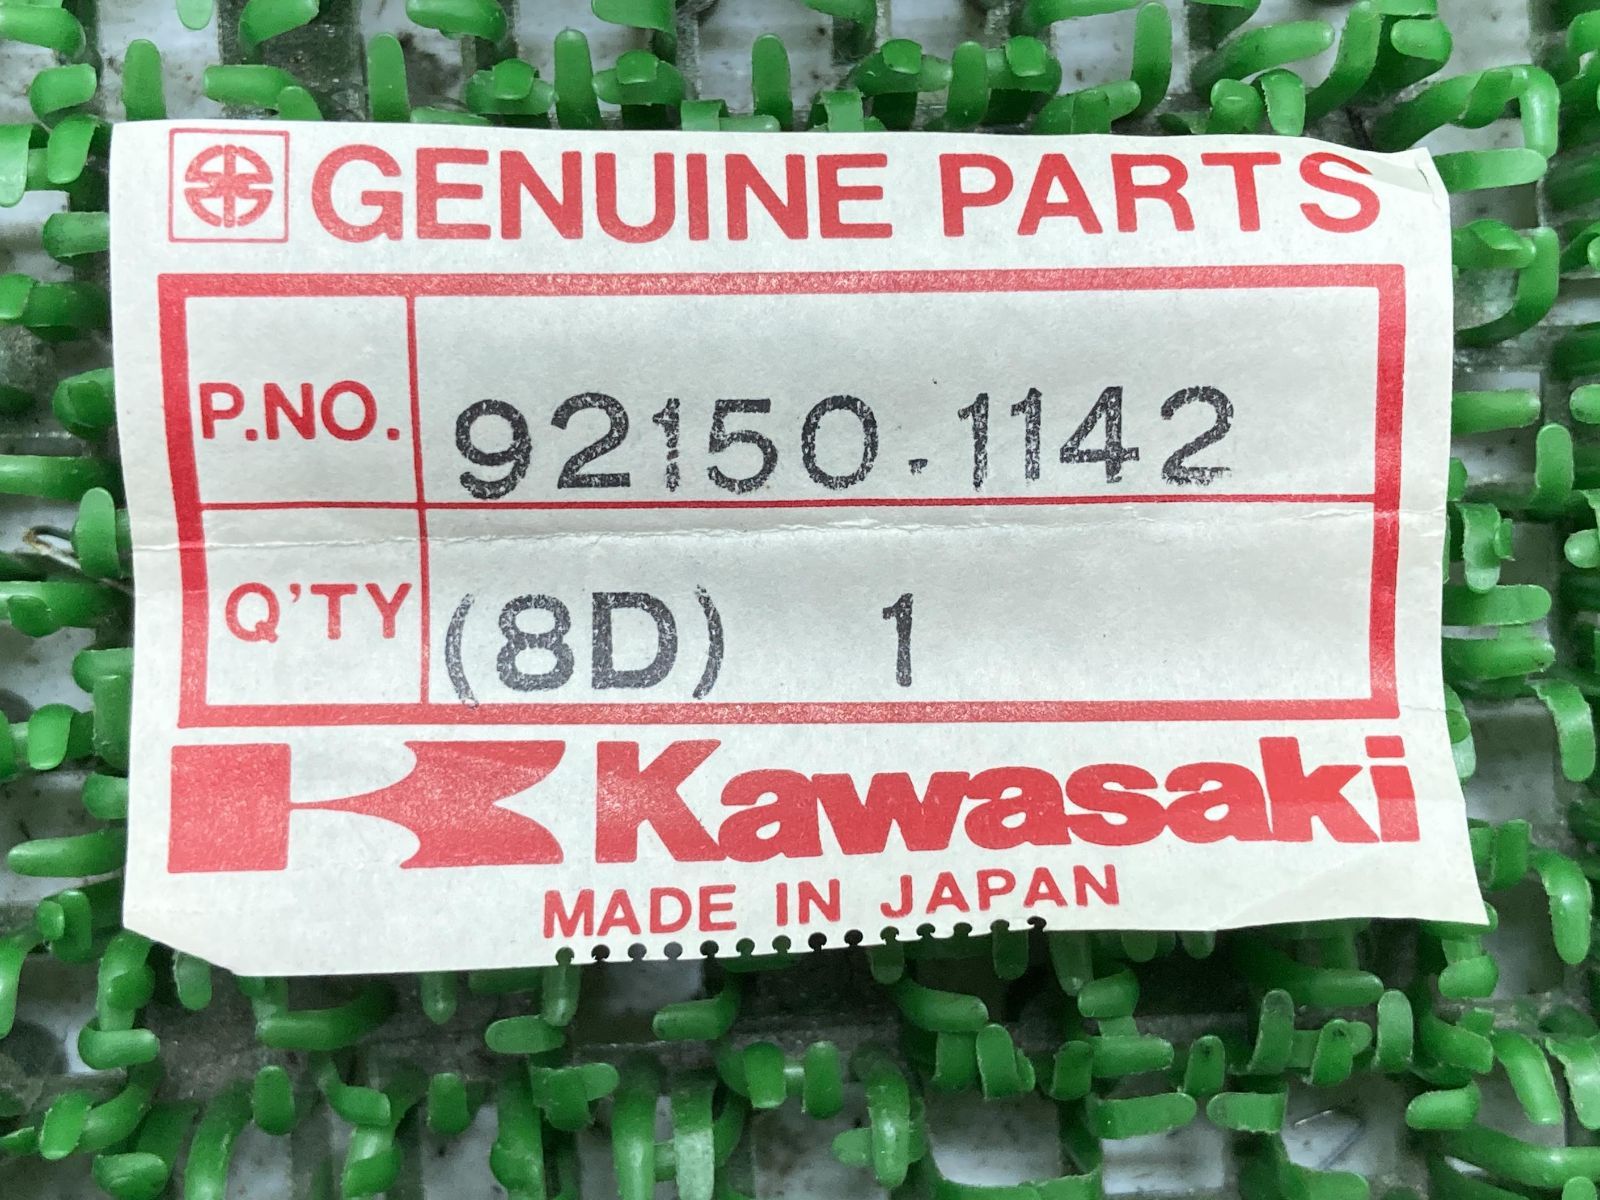 GENUINE PARTS
P.NO. 92150.1142
Q'TY (8D) 1
Kawasaki
MADE IN JAPAN